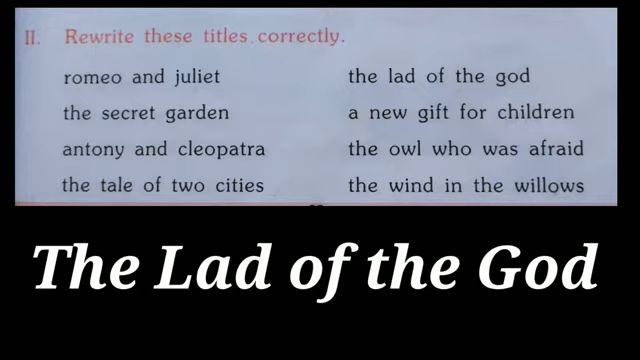 II. Rewrite these titles correctly.
romeo and juliet
the secret garden
antony and cleopatra
the tale of two cities
the lad of the god
a new gift for children
the owl who was afraid
the wind in the willows
The Lad of the God